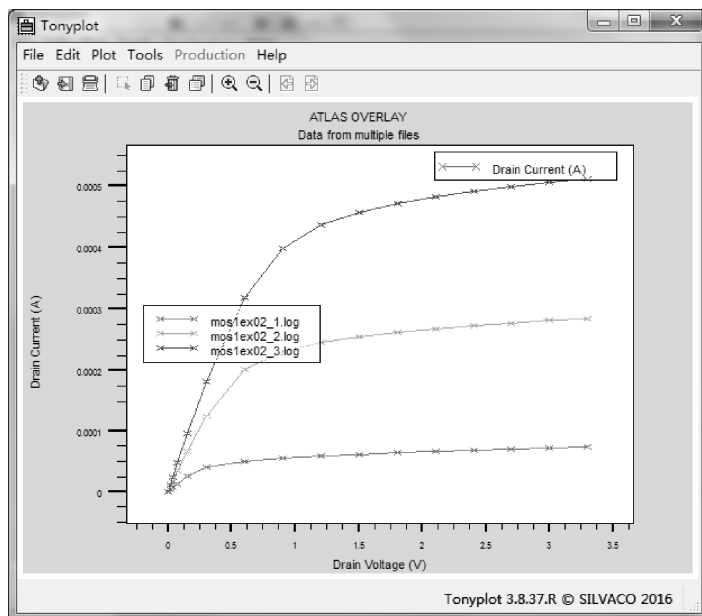 Tonyplot
File Edit Plot Tools Production Help
ATLAS OVERLAY
Data from multiple files
Drain Current (A)
0.0005
0.0004
0.0003
0.0002
0.0001
0
Drain Current (A)
mos1ex02_1.log
mos1ex02_2.log
mos1ex02_3.log
0 0.5 1 1.5 2 2.5 3 3.5
Drain Voltage (V)
Tonyplot 3.8.37.R © SILVACO 2016